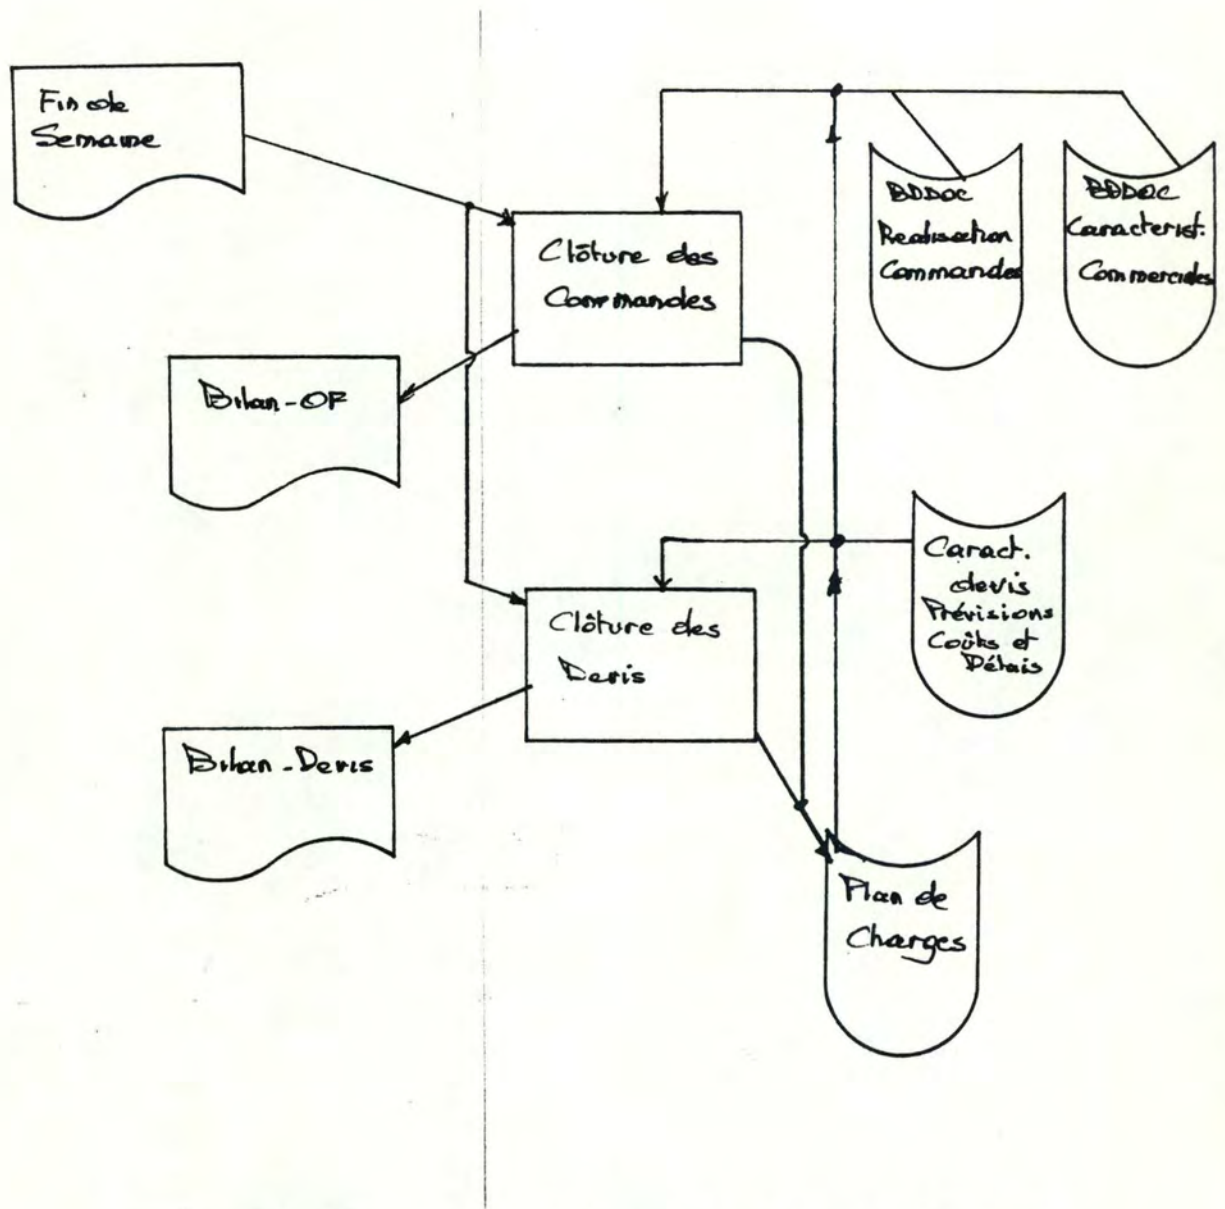 Fin de
Semaine
Clôture des
Commandes
BDDOC
Realisation
Commandes
BDDOC
Caracterist.
Commerciales
Bilan-OF
Caract.
devis
Prévisions
Coûts et
Délais
Clôture des
Devis
Bilan-Devis
Plan de
Charges